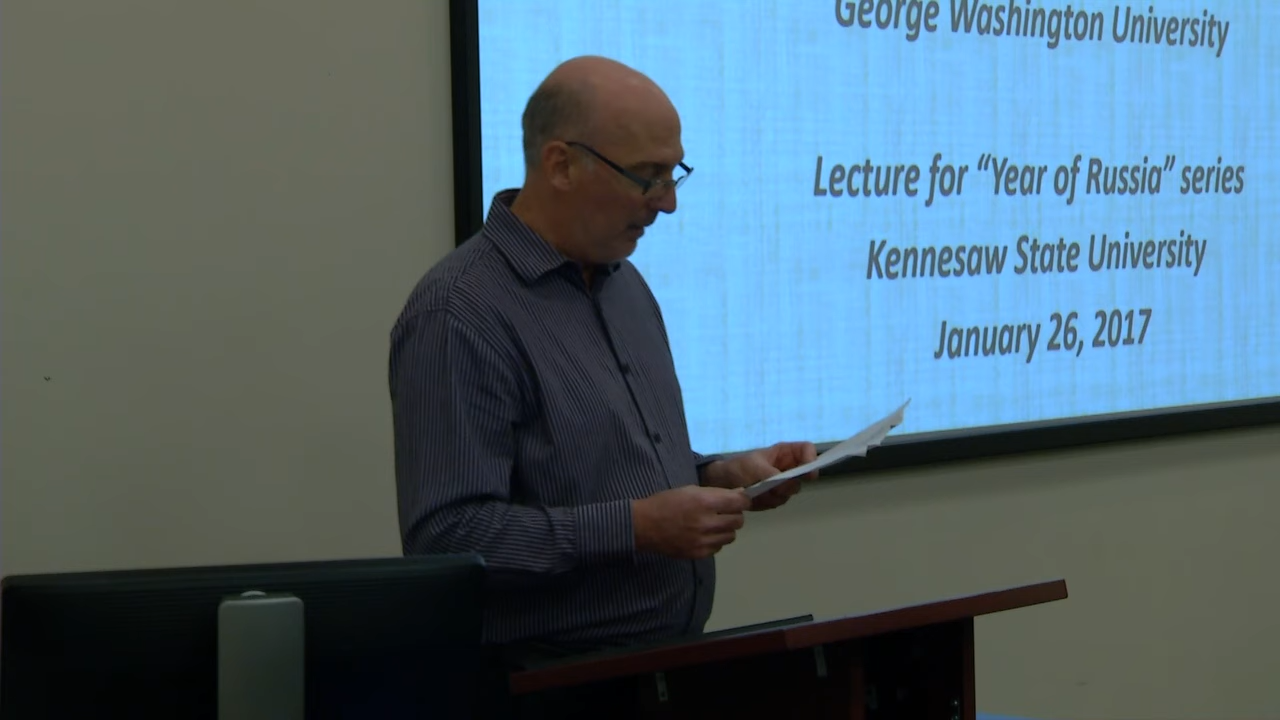 George Washington University
Lecture for “Year of Russia” series
Kennesaw State University
January 26, 2017